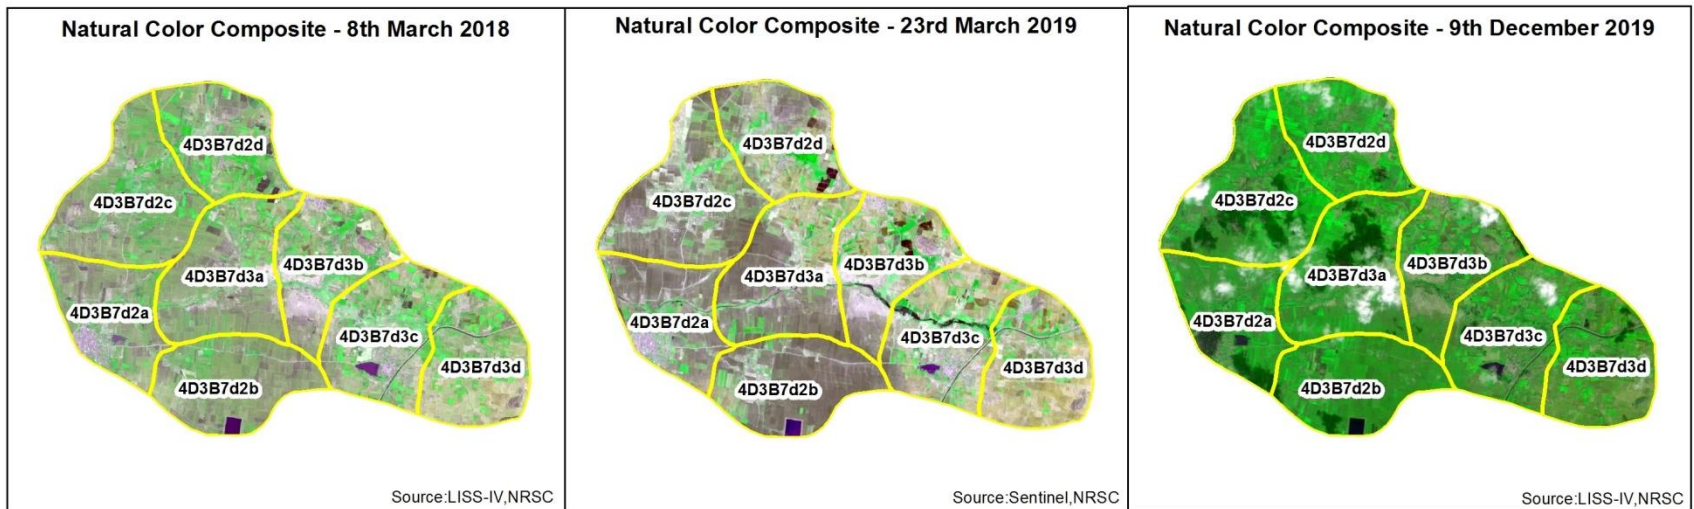 Natural Color Composite - 8th March 2018
4D3B7d2d
4D3B7d2c
4D3B7d3a
4D3B7d3b
4D3B7d2a
4D3B7d3c
4D3B7d3d
4D3B7d2b
Source:LISS-IV,NRSC
Natural Color Composite - 23rd March 2019
4D3B7d2d
4D3B7d2c
4D3B7d3a
4D3B7d3b
4D3B7d2a
4D3B7d3c
4D3B7d3d
4D3B7d2b
Source:Sentinel,NRSC
Natural Color Composite - 9th December 2019
4D3B7d2d
4D3B7d2c
4D3B7d3a
4D3B7d3b
4D3B7d2a
4D3B7d3c
4D3B7d3d
4D3B7d2b
Source:LISS-IV,NRSC